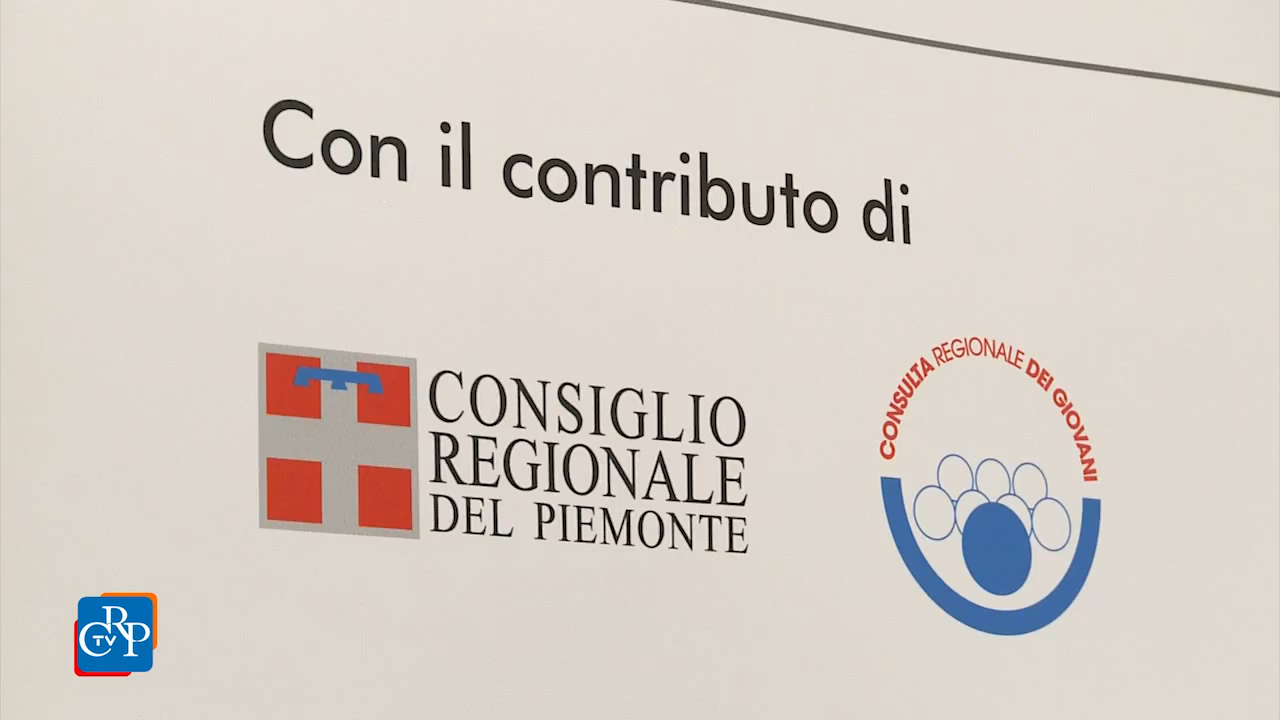 Con il contributo di
CONSIGLIO
REGIONALE
DEL PIEMONTE
CONSULTA REGIONALE DEI GIOVANI
CRP
TV